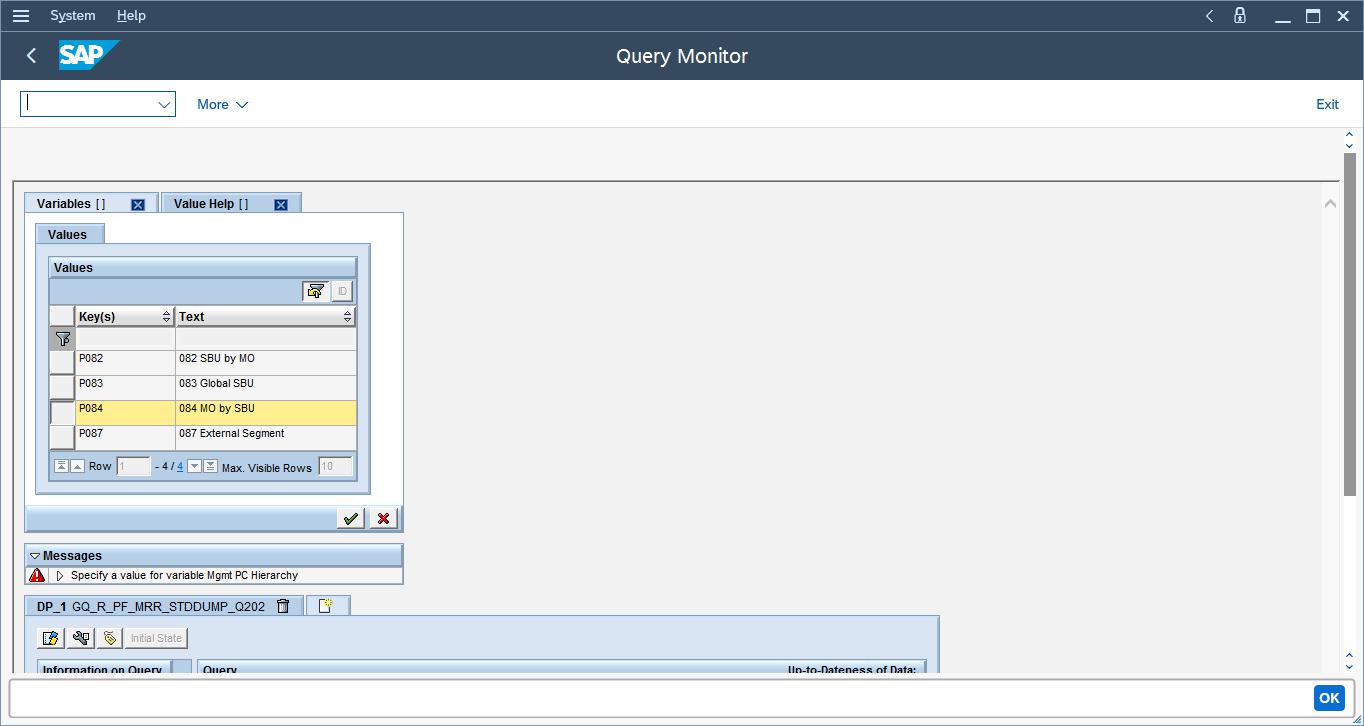 System Help
SAP Query Monitor
More Exit
Variables [ ] Value Help [ ]
Values
Values
ID
Key(s) Text
P082 082 SBU by MO
P083 083 Global SBU
P084 084 MO by SBU
P087 087 External Segment
Row 1 - 4 / 4 Max. Visible Rows 10
Messages
Specify a value for variable Mgmt PC Hierarchy
DP_1 GQ_R_PF_MRR_STDDUMP_Q202
Initial State
Information on Query Query Up-to-Dateness of Data:
OK